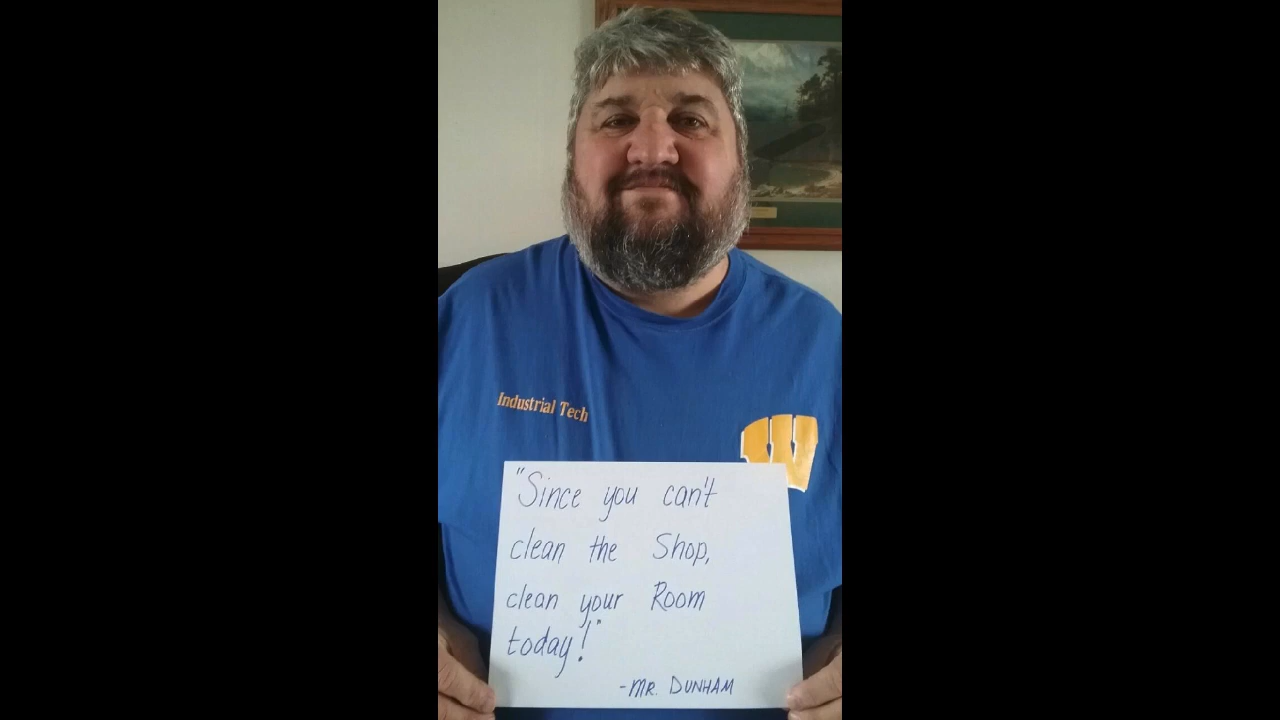 Industrial Tech
W
"Since you can't
clean the Shop,
clean your Room
today!"
-MR. DUNHAM